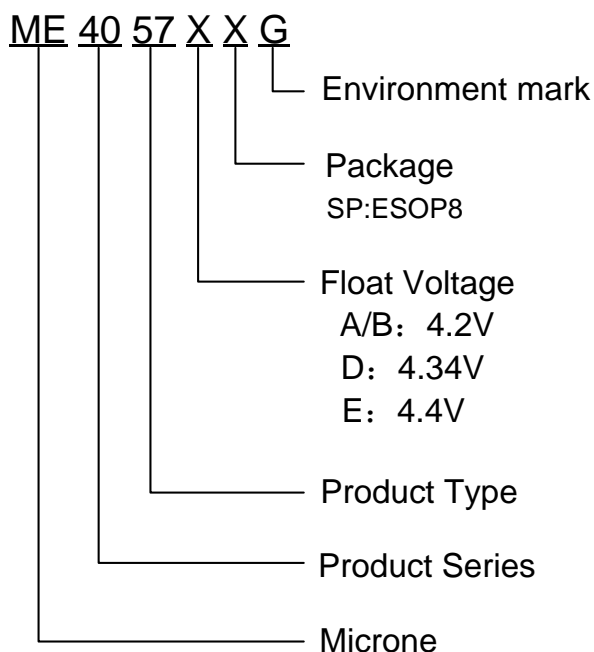 ME 40 57 X X G
Environment mark
Package
SP:ESOP8
Float Voltage
A/B：4.2V
D：4.34V
E：4.4V
Product Type
Product Series
Microne